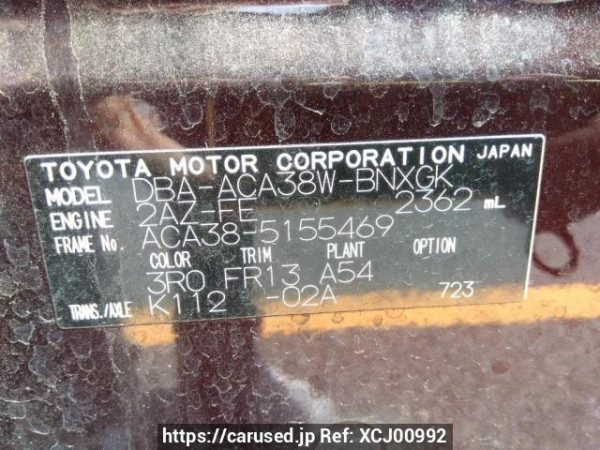 TOYOTA MOTOR CORPORATION JAPAN
MODEL DBA-ACA38W-BNXGK
ENGINE 2AZ-FE 2362 mL
FRAME No. ACA38-5155469
COLOR TRIM PLANT OPTION
3R0 FR13 A54
TRANS./AXLE K112 -02A 723
https://carused.jp Ref: XCJ00992